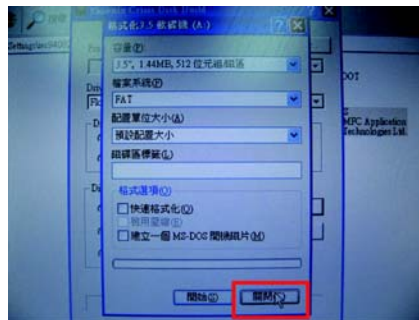 格式化 3.5 軟碟機 (A:)
容量(P):
3.5", 1.44MB, 512 位元組/磁區
檔案系統(F)
FAT
配置單位大小(A)
預設配置大小
磁碟區標籤(L)
格式選項(O)
快速格式化(Q)
啟用壓縮(E)
建立一個 MS-DOS 開機磁片(M)
開始(S)
關閉(C)
MFC Application
Technologies Ltd.